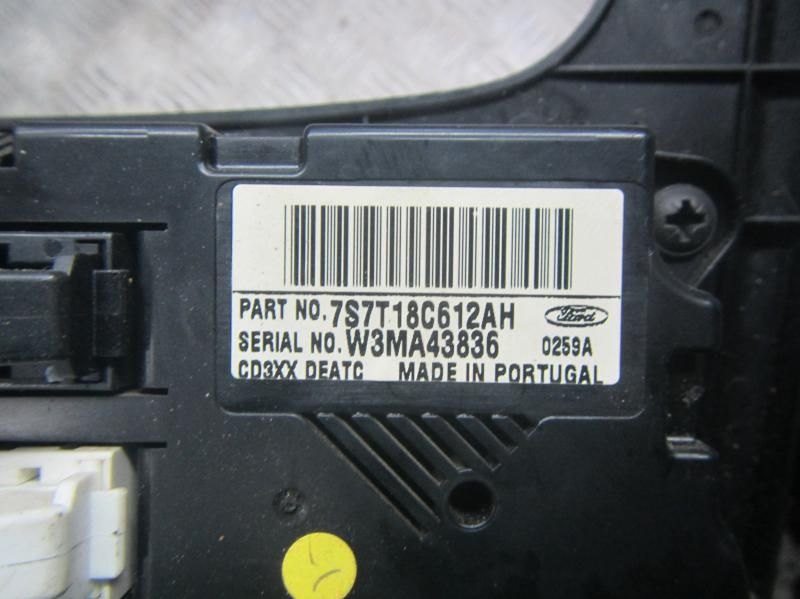 PART NO. 7S7T18C612AH Ford
SERIAL NO. W3MA43836 0259A
CD3XX DEATC MADE IN PORTUGAL